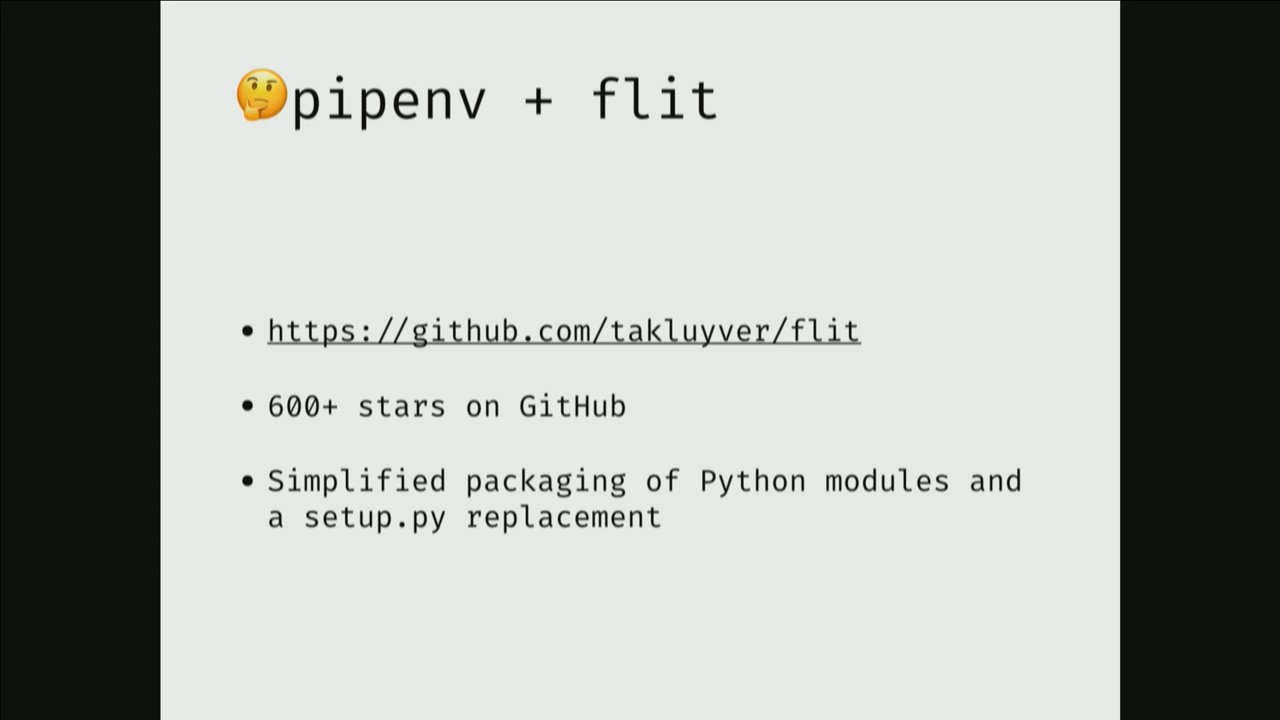 🤔pipenv + flit
• https://github.com/takluyver/flit
• 600+ stars on GitHub
• Simplified packaging of Python modules and
a setup.py replacement